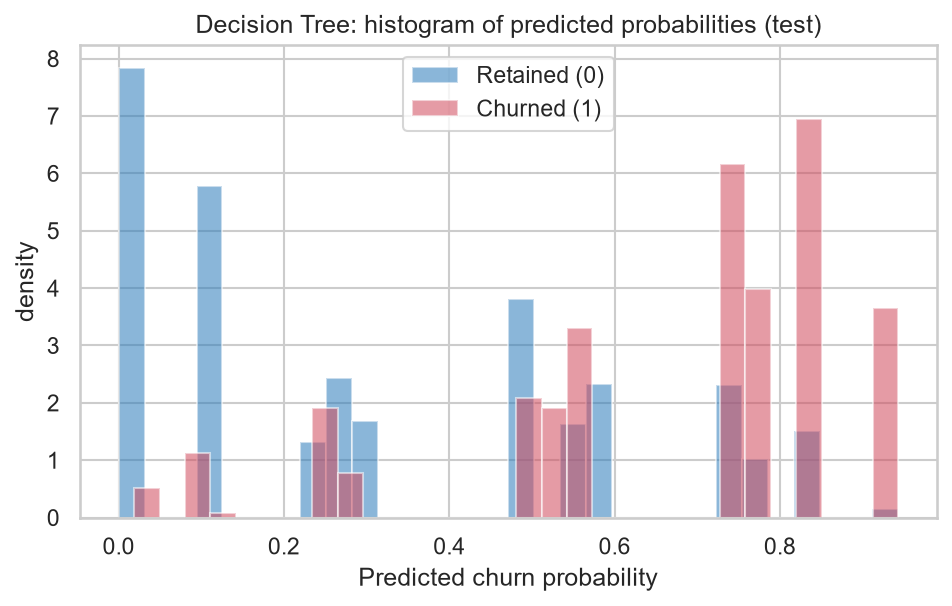 Decision Tree: histogram of predicted probabilities (test)
Retained (0)
Churned (1)
density
8
7
6
5
4
3
2
1
0
0.0 0.2 0.4 0.6 0.8
Predicted churn probability